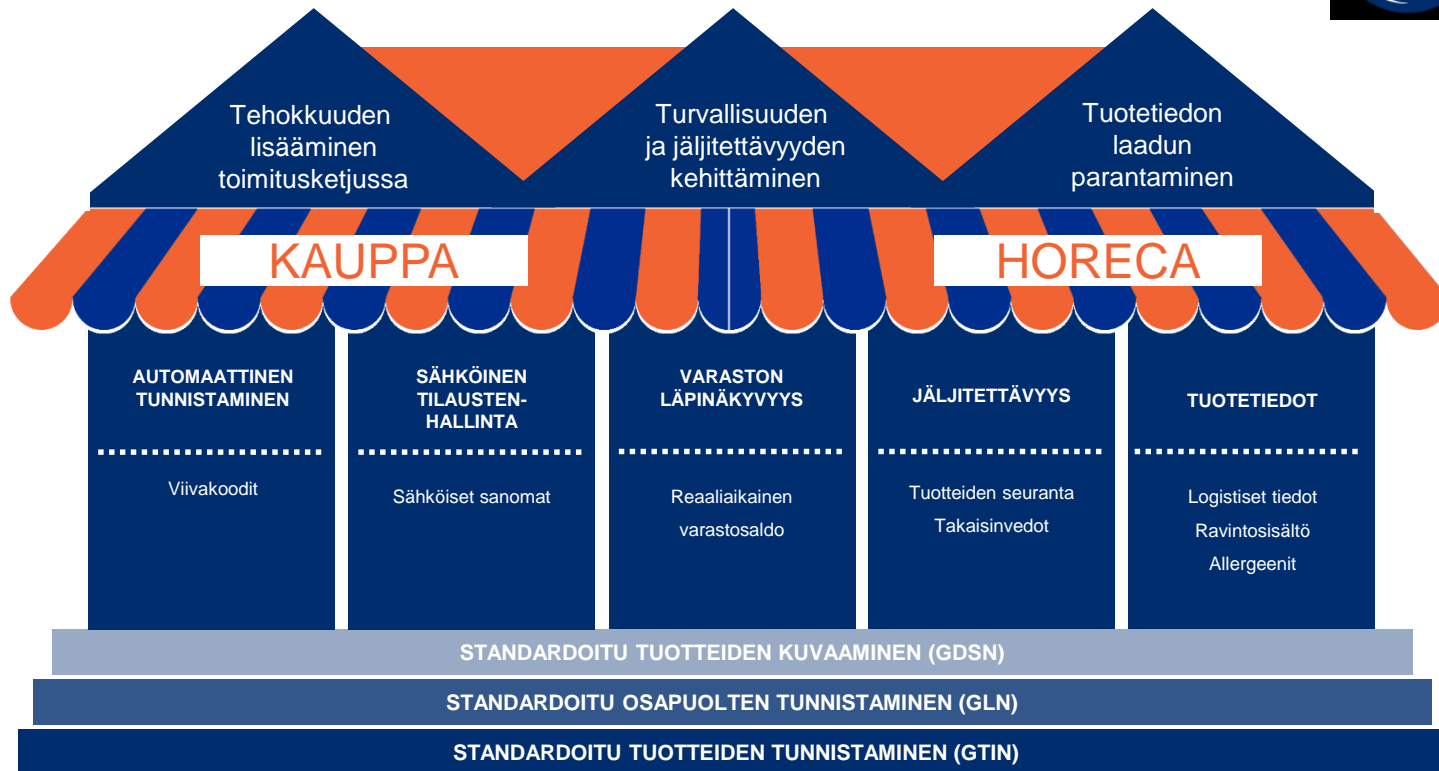 Tehokkuuden
lisääminen
toimitusketjussa
Turvallisuuden
ja jäljitettävyyden
kehittäminen
Tuotetiedon
laadun
parantaminen
KAUPPA
HORECA
AUTOMAATTINEN
TUNNISTAMINEN
Viivakoodit
SÄHKÖINEN
TILAUSTEN-
HALLINTA
Sähköiset sanomat
VARASTON
LÄPINÄKYVYYS
Reaaliaikainen
varastosaldo
JÄLJITETTÄVYYS
Tuotteiden seuranta
Takaisinvedot
TUOTETIEDOT
Logistiset tiedot
Ravintosisältö
Allergeenit
STANDARDOITU TUOTTEIDEN KUVAAMINEN (GDSN)
STANDARDOITU OSAPUOLTEN TUNNISTAMINEN (GLN)
STANDARDOITU TUOTTEIDEN TUNNISTAMINEN (GTIN)